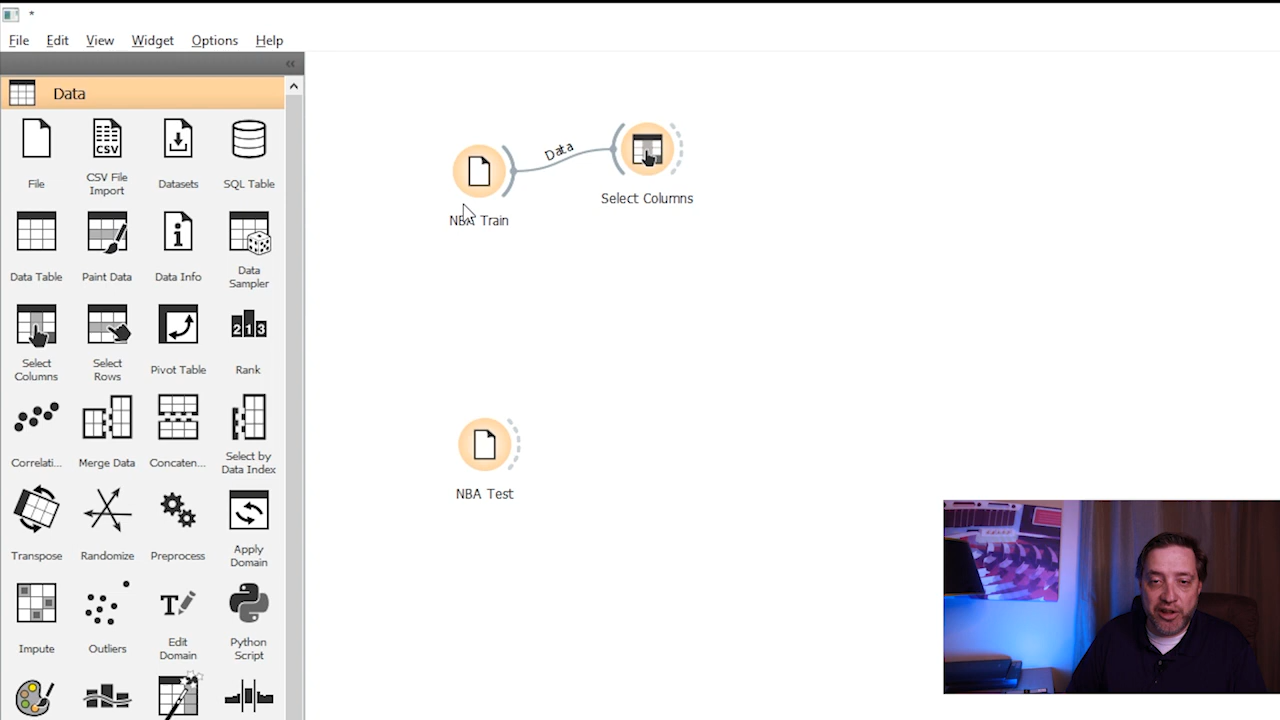 *
File Edit View Widget Options Help
Data
File
CSV File
Import
Datasets
SQL Table
Data Table
Paint Data
Data Info
Data
Sampler
Select
Columns
Select
Rows
Pivot Table
Rank
Correlati...
Merge Data
Concaten...
Select by
Data Index
Transpose
Randomize
Preprocess
Apply
Domain
Impute
Outliers
Edit
Domain
Python
Script
CSV
213
T
Data
NBA Train
Select Columns
NBA Test